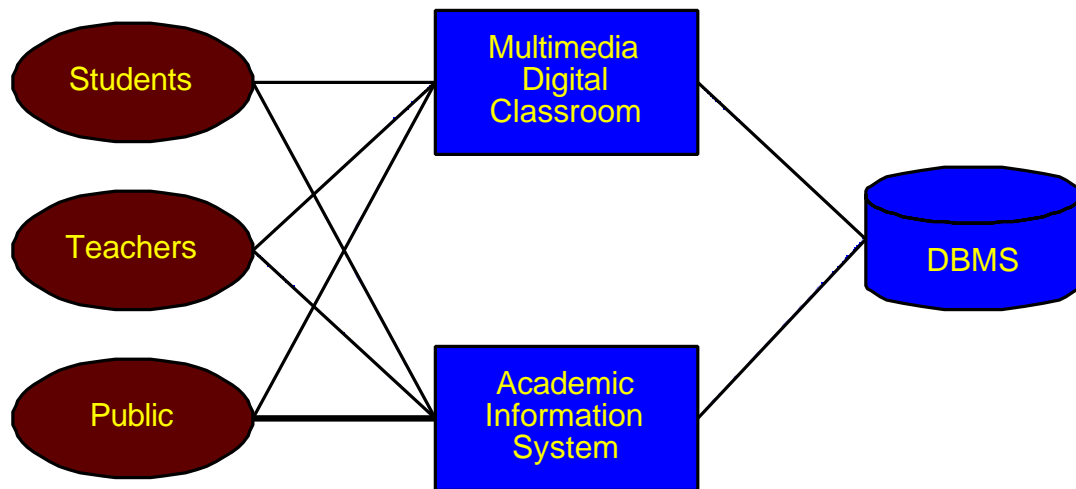 Students
Multimedia
Digital
Classroom
Teachers
DBMS
Public
Academic
Information
System